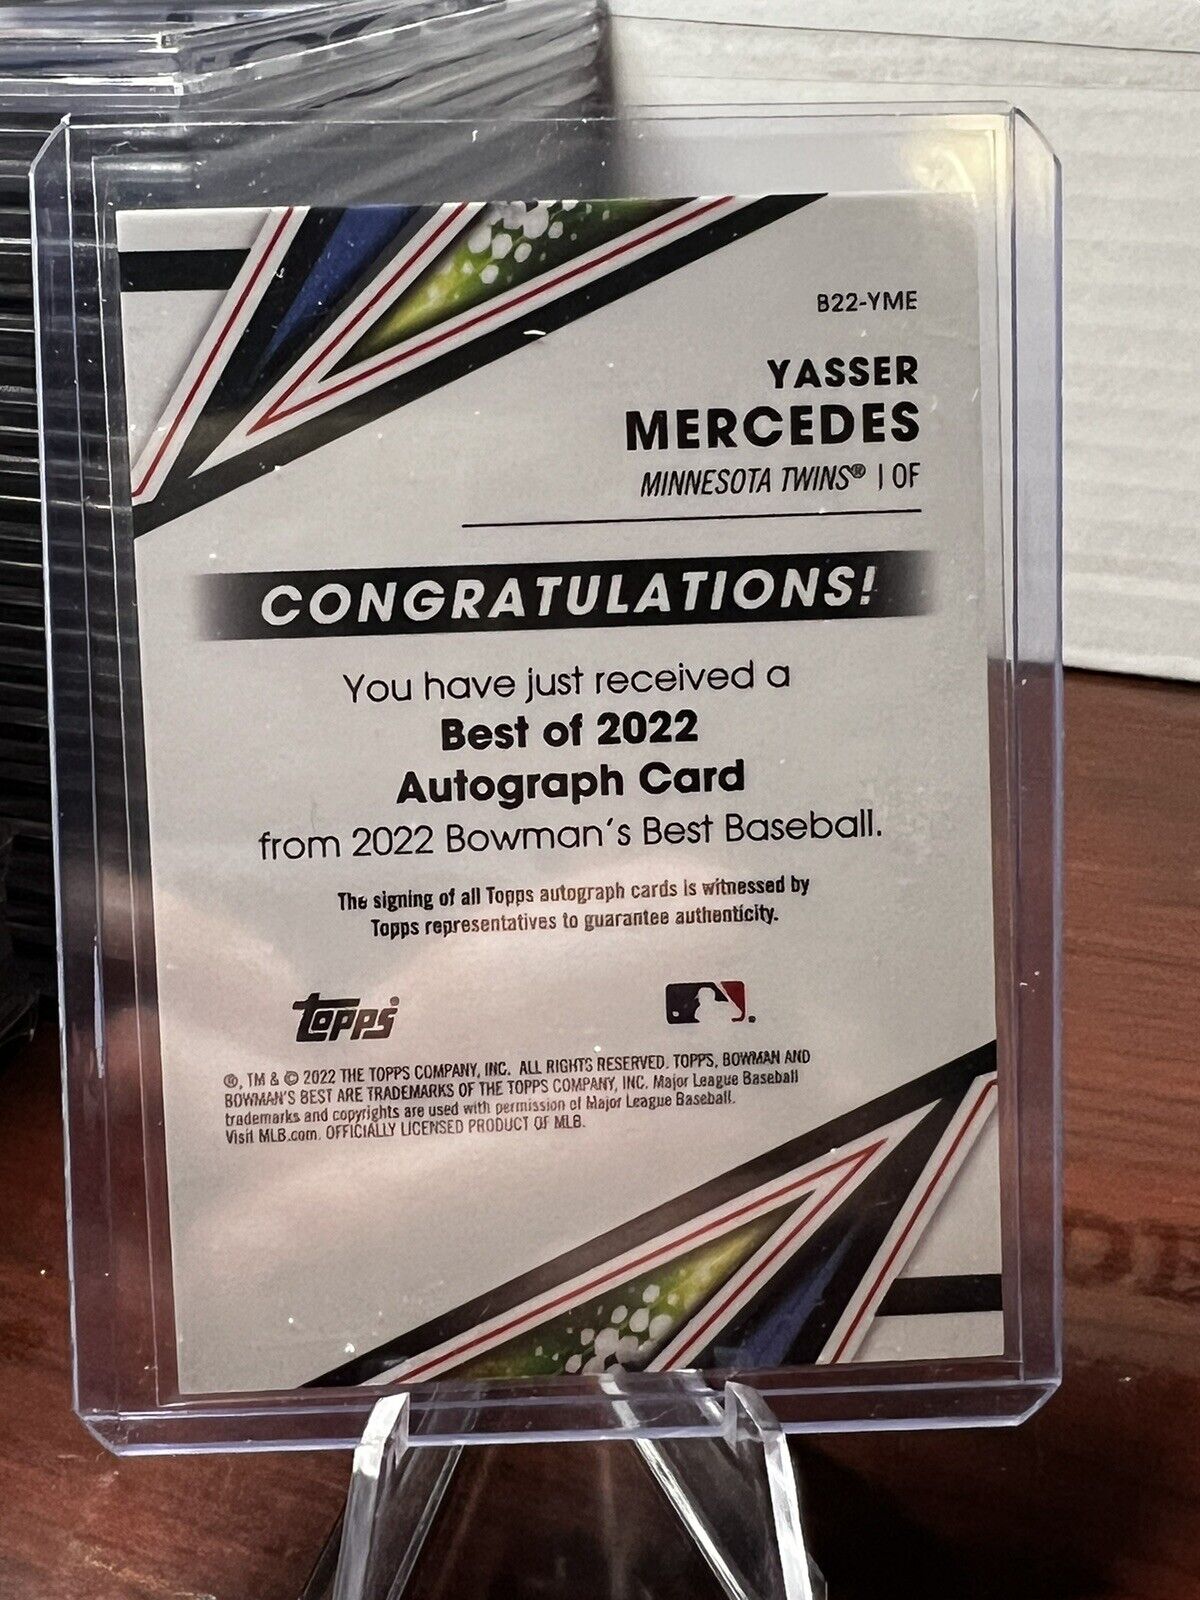 B22-YME
YASSER
MERCEDES
MINNESOTA TWINS® | OF
CONGRATULATIONS!
You have just received a
Best of 2022
Autograph Card
from 2022 Bowman's Best Baseball.
The signing of all Topps autograph cards is witnessed by
Topps representatives to guarantee authenticity.
Topps
®, TM & © 2022 THE TOPPS COMPANY, INC. ALL RIGHTS RESERVED. TOPPS, BOWMAN AND
BOWMAN'S BEST ARE TRADEMARKS OF THE TOPPS COMPANY, INC. Major League Baseball
trademarks and copyrights are used with permission of Major League Baseball.
Visit MLB.com. OFFICIALLY LICENSED PRODUCT OF MLB.